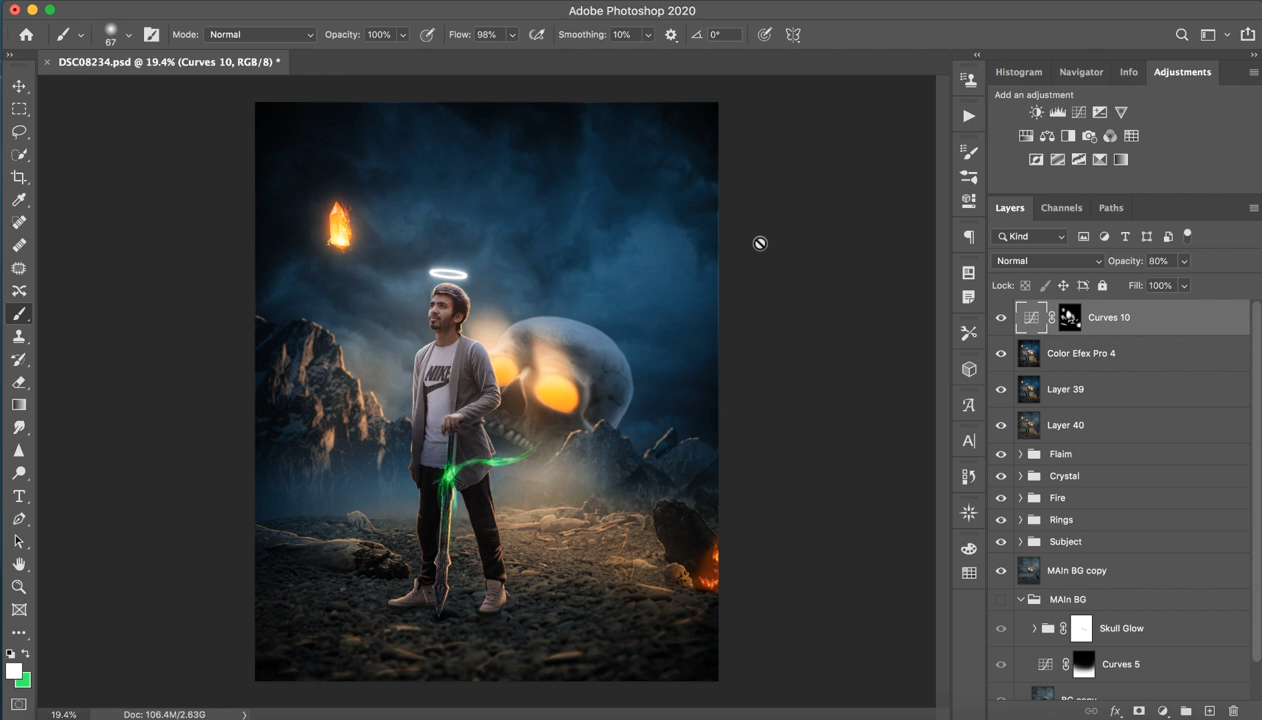 Adobe Photoshop 2020
67
Mode: Normal
Opacity: 100%
Flow: 98%
Smoothing: 10%
0°
DSC08234.psd @ 19.4% (Curves 10, RGB/8) *
Histogram Navigator Info Adjustments
Add an adjustment
Layers Channels Paths
Kind
Normal
Opacity: 80%
Lock:
Fill: 100%
Curves 10
Color Efex Pro 4
Layer 39
Layer 40
Flaim
Crystal
Fire
Rings
Subject
MAIn BG copy
MAIn BG
Skull Glow
Curves 5
BG copy
NIKE
19.4%
Doc: 106.4M/2.63G